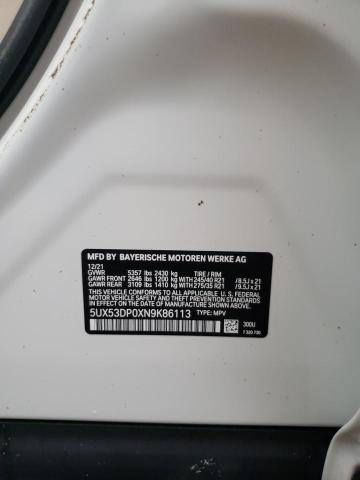 MFD BY BAYERISCHE MOTOREN WERKE AG
12/21
GVWR 5357 lbs 2430 kg TIRE / RIM
GAWR FRONT 2646 lbs 1200 kg WITH 245/40 R21 /8.5J x 21
GAWR REAR 3109 lbs 1410 kg WITH 275/35 R21 /9.5J x 21
THIS VEHICLE CONFORMS TO ALL APPLICABLE U. S. FEDERAL
MOTOR VEHICLE SAFETY STANDARDS IN EFFECT ON THE
DATE OF MANUFACTURE SHOWN ABOVE.
5UX53DP0XN9K86113 TYPE: MPV
300U